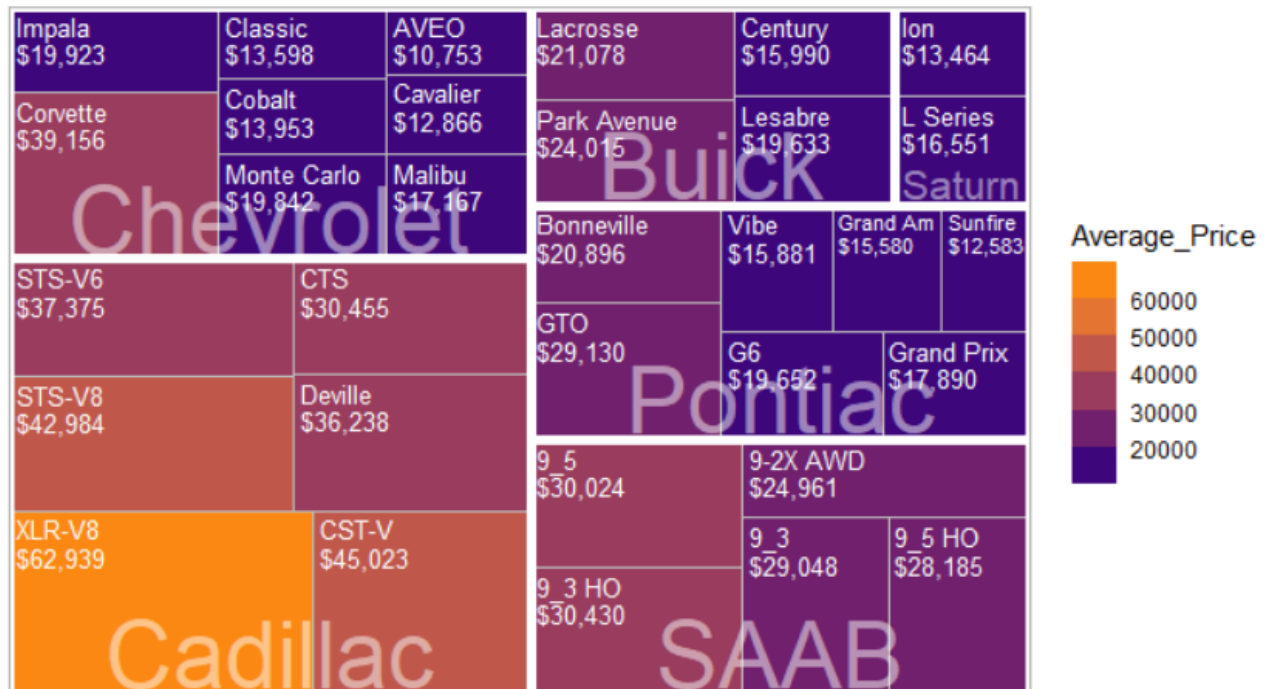 Impala
$19,923
Classic
$13,598
AVEO
$10,753
Corvette
$39,156
Cobalt
$13,953
Cavalier
$12,866
Monte Carlo
$19,842
Malibu
$17,167
Chevrolet
Lacrosse
$21,078
Century
$15,990
Park Avenue
$24,015
Lesabre
$19,633
Buick
Ion
$13,464
L Series
$16,551
Saturn
STS-V6
$37,375
CTS
$30,455
STS-V8
$42,984
Deville
$36,238
XLR-V8
$62,939
CST-V
$45,023
Cadillac
Bonneville
$20,896
Vibe
$15,881
Grand Am
$15,580
Sunfire
$12,583
GTO
$29,130
G6
$19,652
Grand Prix
$17,890
Pontiac
9_5
$30,024
9-2X AWD
$24,961
9_3 HO
$30,430
9_3
$29,048
9_5 HO
$28,185
SAAB
Average_Price
60000
50000
40000
30000
20000